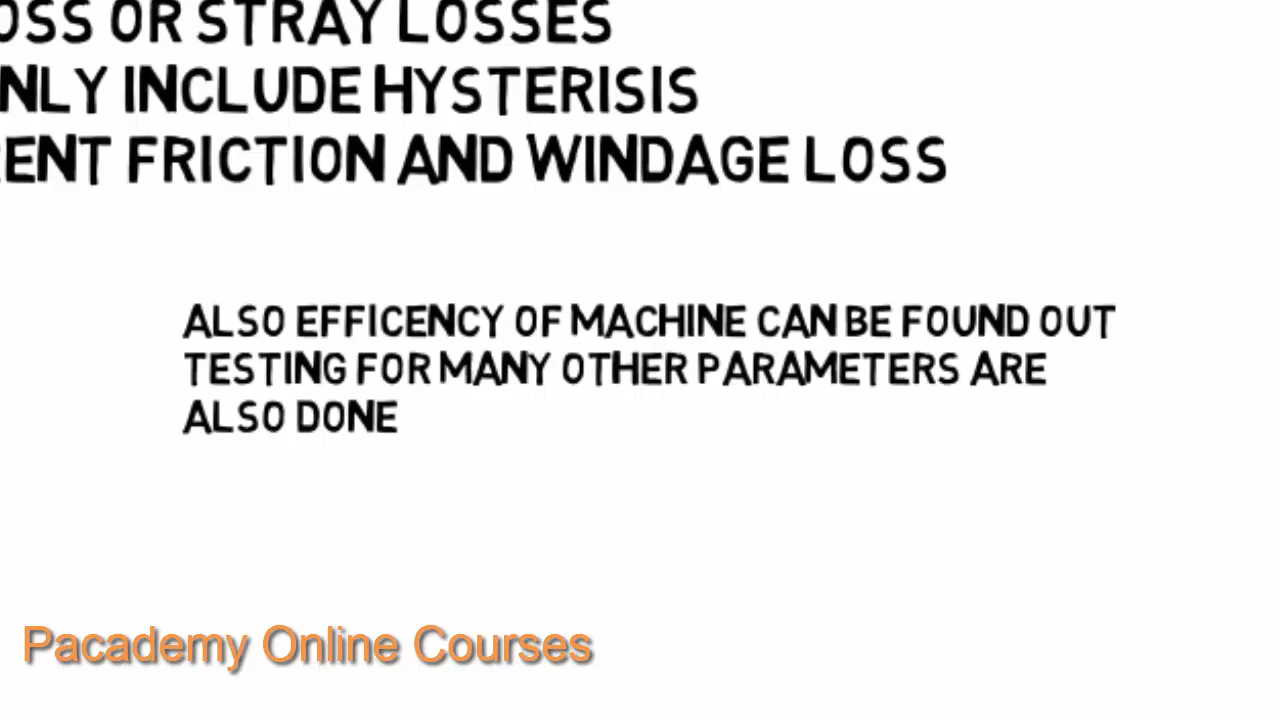 OSS OR STRAY LOSSES
NLY INCLUDE HYSTERISIS
RENT FRICTION AND WINDAGE LOSS
ALSO EFFICENCY OF MACHINE CAN BE FOUND OUT
TESTING FOR MANY OTHER PARAMETERS ARE
ALSO DONE
Pacademy Online Courses